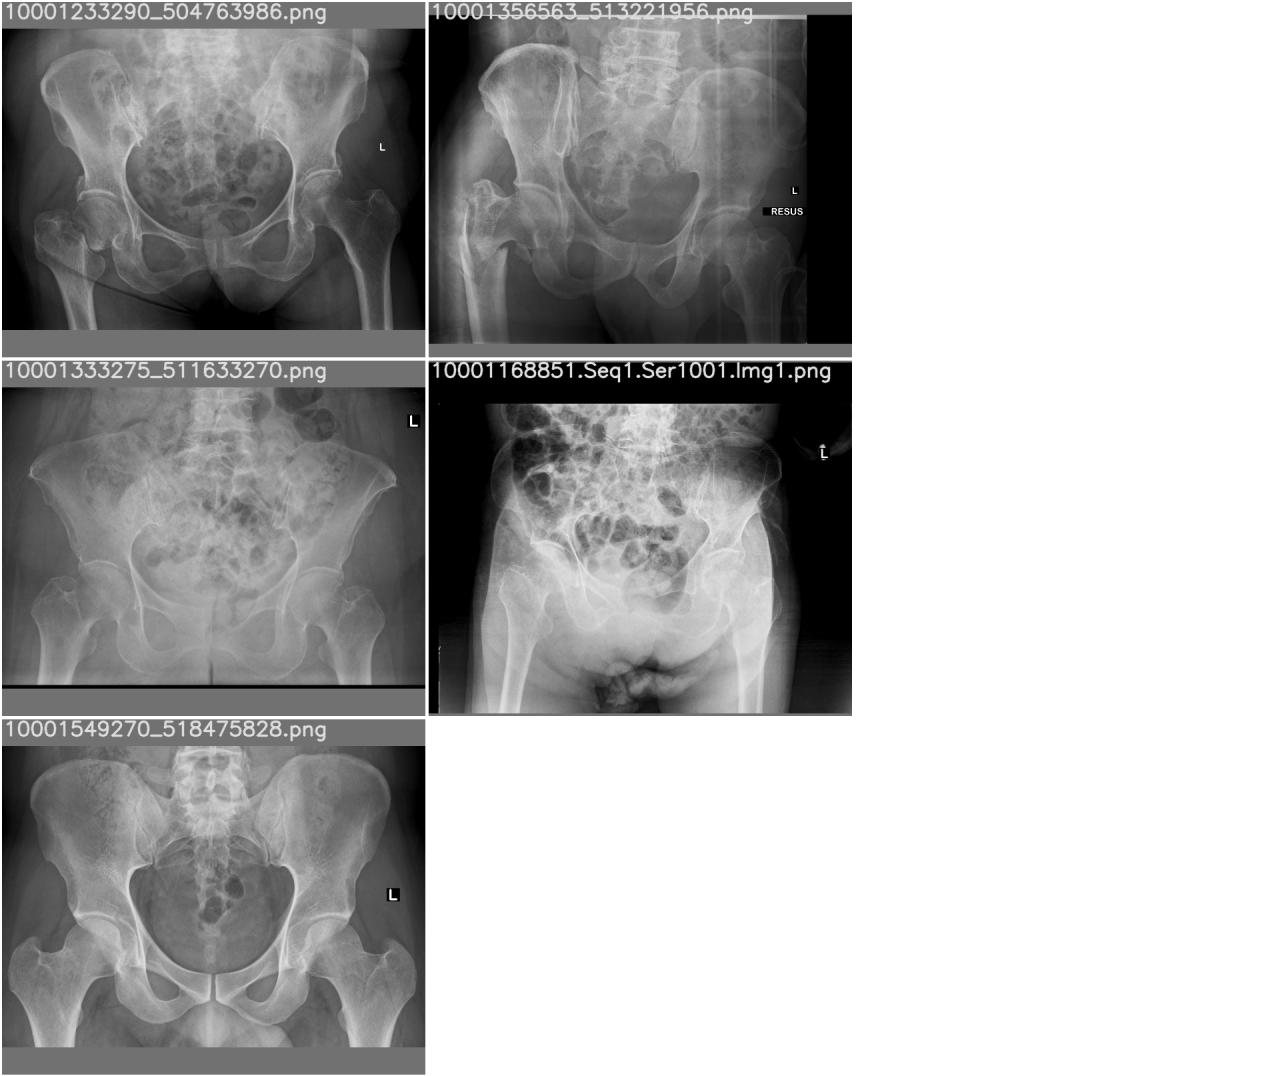 10001233290_504763986.png
L
10001356563_513221956.png
L
RESUS
10001333275_511633270.png
L
10001168851.Seq1.Ser1001.Img1.png
L
10001549270_518475828.png
L